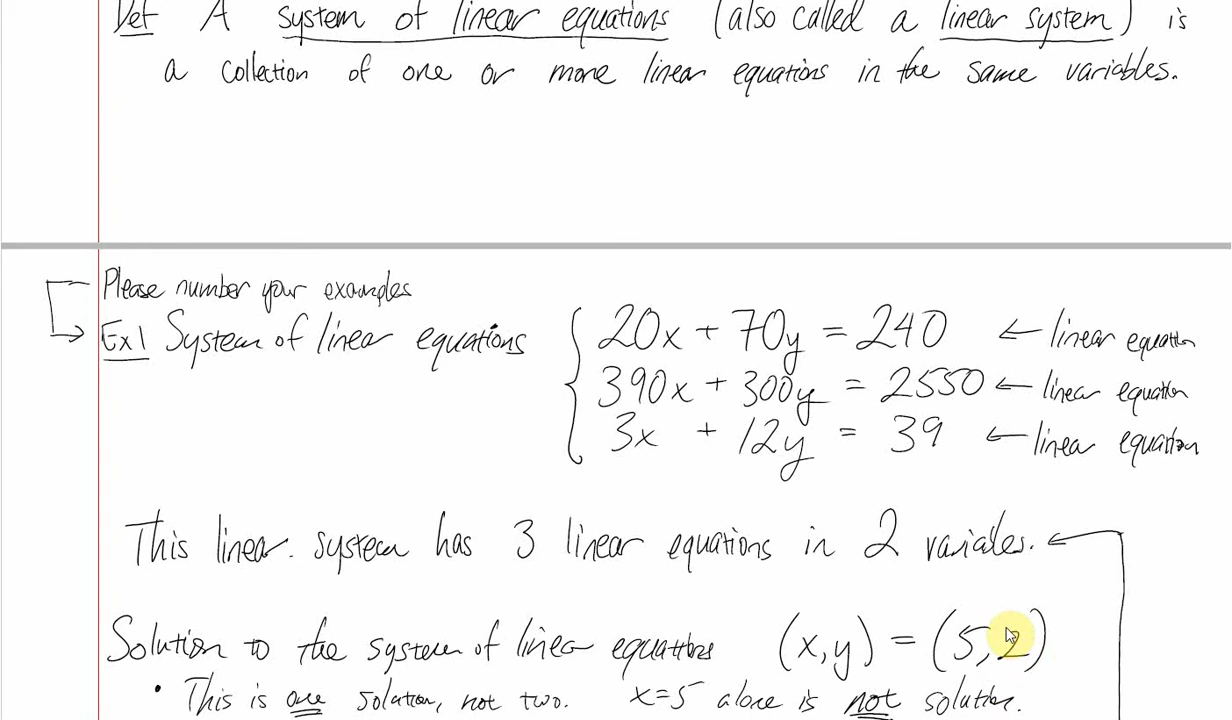 Def A system of linear equations (also called a linear system) is
a collection of one or more linear equations in the same variables.
Please number your examples
Ex1 System of linear equations
20x + 70y = 240 ← linear equation
390x + 300y = 2550 ← linear equation
3x + 12y = 39 ← linear equation
This linear. system has 3 linear equations in 2 variales.
Solution to the system of linear equations (x,y) = (5,2)
• This is one solution, not two. x=5 alone is not solution.